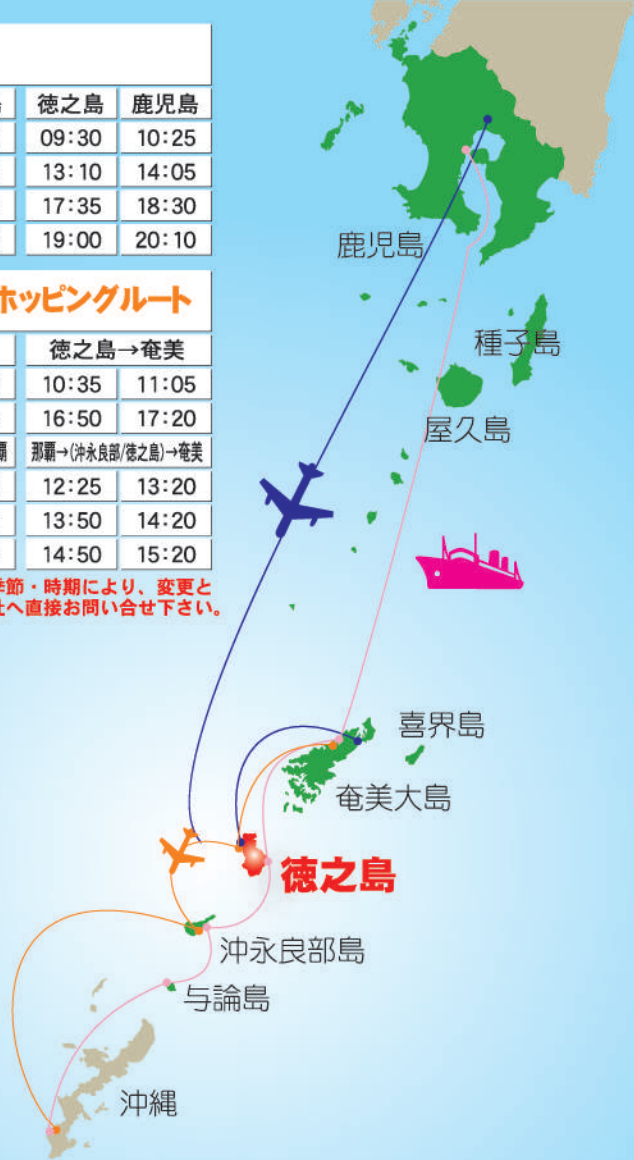 徳之島 鹿児島
09:30 10:25
13:10 14:05
17:35 18:30
19:00 20:10
ホッピングルート
徳之島→奄美
10:35 11:05
16:50 17:20
覇 那覇→(沖永良部/徳之島)→奄美
12:25 13:20
13:50 14:20
14:50 15:20
季節・時期により、変更と
社へ直接お問い合せ下さい。
鹿児島
種子島
屋久島
喜界島
奄美大島
徳之島
沖永良部島
与論島
沖縄